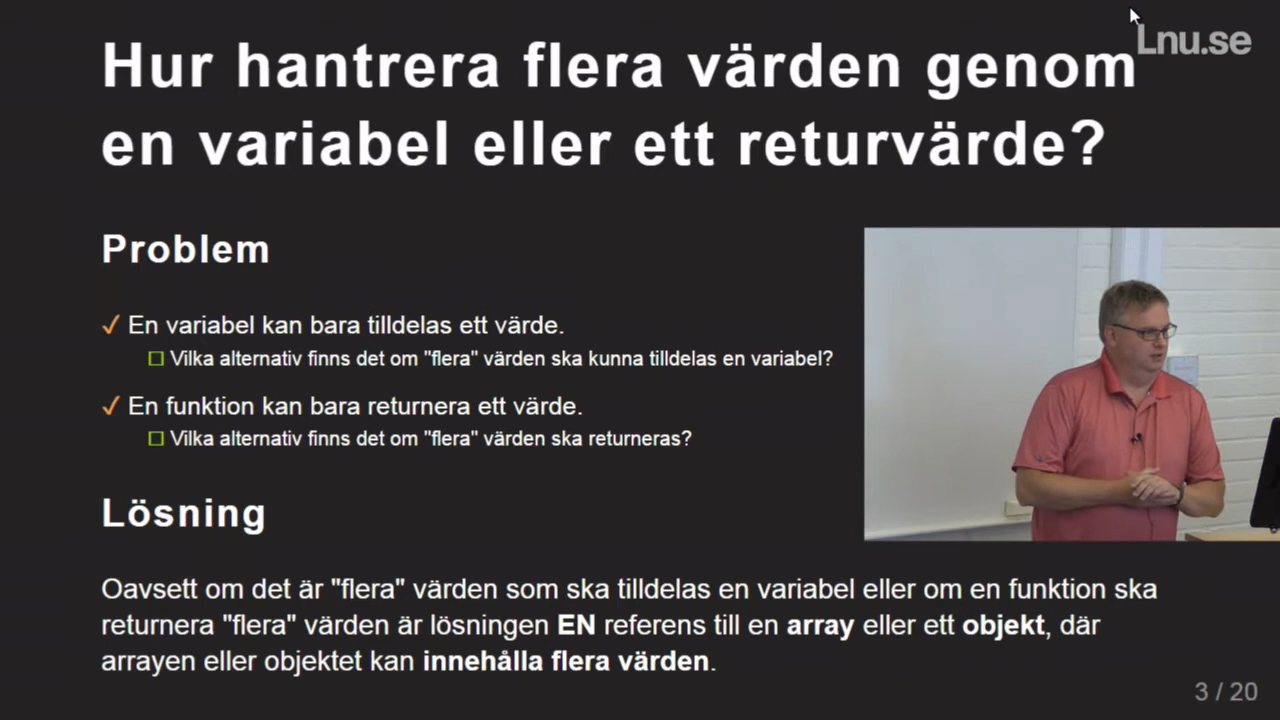 Lnu.se
Hur hantrera flera värden genom
en variabel eller ett returvärde?
Problem
✓ En variabel kan bara tilldelas ett värde.
□ Vilka alternativ finns det om "flera" värden ska kunna tilldelas en variabel?
✓ En funktion kan bara returnera ett värde.
□ Vilka alternativ finns det om "flera" värden ska returneras?
Lösning
Oavsett om det är "flera" värden som ska tilldelas en variabel eller om en funktion ska
returnera "flera" värden är lösningen EN referens till en array eller ett objekt, där
arrayen eller objektet kan innehålla flera värden.
3 / 20